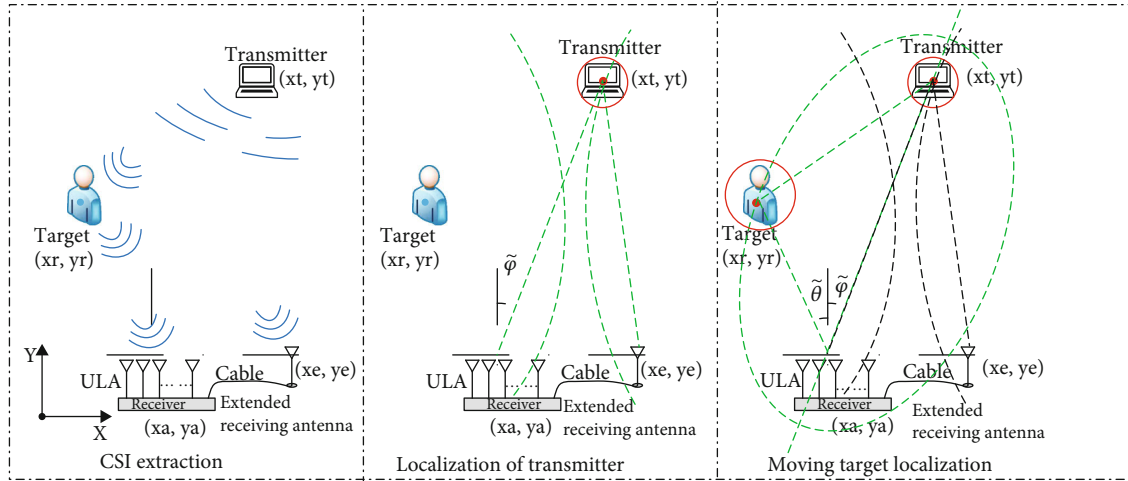 Transmitter
(xt, yt)
Target
(xr, yr)
Y
X
ULA
Cable
(xe, ye)
Receiver
Extended
receiving antenna
(xa, ya)
CSI extraction
Transmitter
(xt, yt)
Target
(xr, yr)
φ̃
ULA
Cable
(xe, ye)
Receiver
Extended
receiving antenna
(xa, ya)
Localization of transmitter
Transmitter
(xt, yt)
Target
(xr, yr)
θ̃ φ̃
ULA
Cable
(xe, ye)
Receiver
Extended
receiving antenna
(xa, ya)
Moving target localization